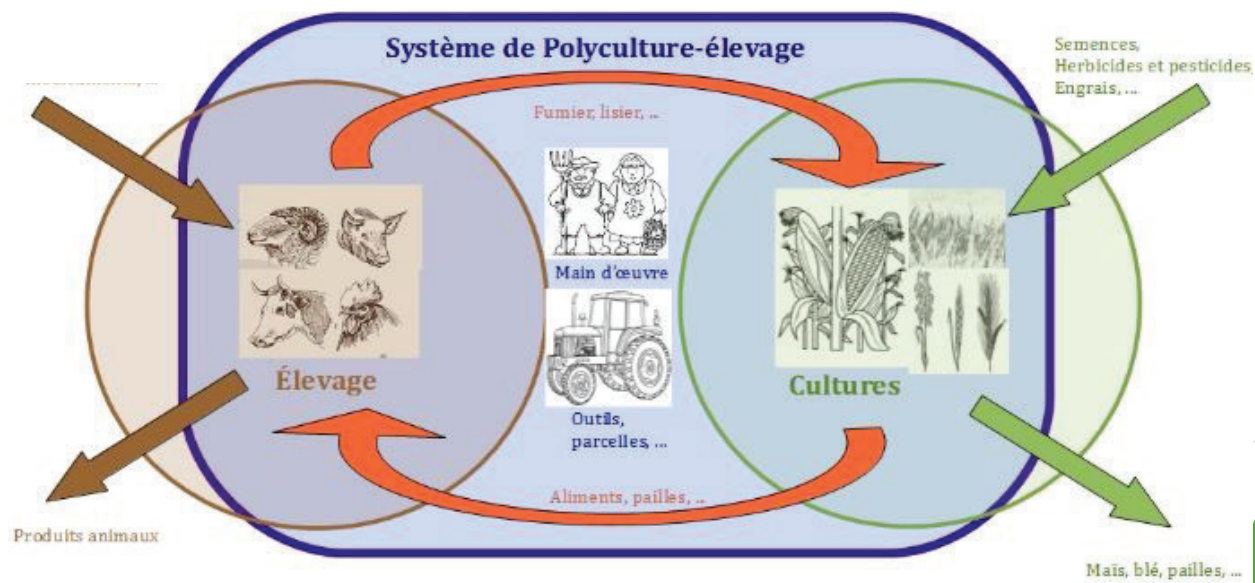 Système de Polyculture-élevage
Semences,
Herbicides et pesticides,
Engrais, ...
Fumier, lisier, ...
Main d'œuvre
Élevage
Cultures
Outils,
parcelles, ...
Aliments, pailles, ...
Produits animaux
Maïs, blé, pailles, ...